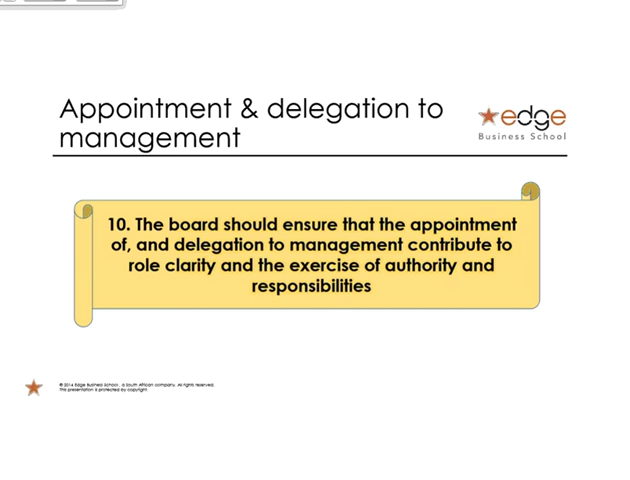 Appointment & delegation to
management
edge
Business School
10. The board should ensure that the appointment
of, and delegation to management contribute to
role clarity and the exercise of authority and
responsibilities
© 2016 Edge Business School, a South African company. All rights reserved.
This presentation is protected by copyright.